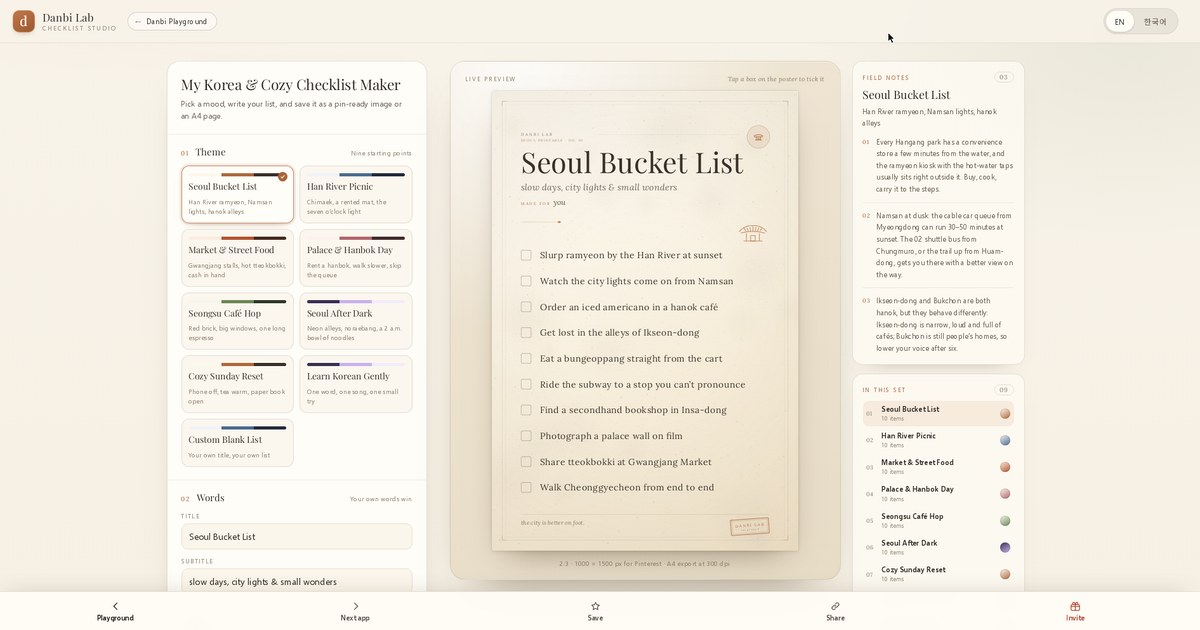 Danbi Lab
CHECKLIST STUDIO
← Danbi Playground
EN
한국어
My Korea & Cozy Checklist Maker
Pick a mood, write your list, and save it as a pin-ready image or
an A4 page.
01 Theme
Nine starting points
Seoul Bucket List
Han River ramyeon, Namsan
lights, hanok alleys
Han River Picnic
Chimaek, a rented mat, the
seven o'clock light
Market & Street Food
Gwangjang stalls, hot tteokbokki,
cash in hand
Palace & Hanbok Day
Rent a hanbok, walk slower, skip
the queue
Seongsu Café Hop
Red brick, big windows, one long
espresso
Seoul After Dark
Neon alleys, noraebang, a 2 a.m.
bowl of noodles
Cozy Sunday Reset
Phone off, tea warm, paper book
open
Learn Korean Gently
One word, one song, one small
try
Custom Blank List
Your own title, your own list
02 Words
Your own words win
TITLE
Seoul Bucket List
SUBTITLE
slow days, city lights & small wonders
LIVE PREVIEW
Tap a box on the poster to tick it
DANBI LAB
Seoul Bucket List
slow days, city lights & small wonders
MADE FOR you
Slurp ramyeon by the Han River at sunset
Watch the city lights come on from Namsan
Order an iced americano in a hanok café
Get lost in the alleys of Ikseon-dong
Eat a bungeoppang straight from the cart
Ride the subway to a stop you can't pronounce
Find a secondhand bookshop in Insa-dong
Photograph a palace wall on film
Share tteokbokki at Gwangjang Market
Walk Cheonggyecheon from end to end
the city is better on foot.
DANBI LAB
2:3 · 1000 × 1500 px for Pinterest · A4 export at 300 dpi
FIELD NOTES
03
Seoul Bucket List
Han River ramyeon, Namsan lights, hanok
alleys
01 Every Hangang park has a convenience
store a few minutes from the water, and
the ramyeon kiosk with the hot-water taps
usually sits right outside it. Buy, cook,
carry it to the steps.
02 Namsan at dusk: the cable car queue from
Myeongdong can run 30–50 minutes at
sunset. The 02 shuttle bus from
Chungmuro, or the trail up from Huam-
dong, gets you there with a better view on
the way.
03 Ikseon-dong and Bukchon are both
hanok, but they behave differently:
Ikseon-dong is narrow, loud and full of
cafés; Bukchon is still people's homes, so
lower your voice after six.
IN THIS SET
09
01 Seoul Bucket List
10 items
02 Han River Picnic
10 items
03 Market & Street Food
10 items
04 Palace & Hanbok Day
10 items
05 Seongsu Café Hop
10 items
06 Seoul After Dark
10 items
07 Cozy Sunday Reset
10 items
Playground
Next app
Save
Share
Invite